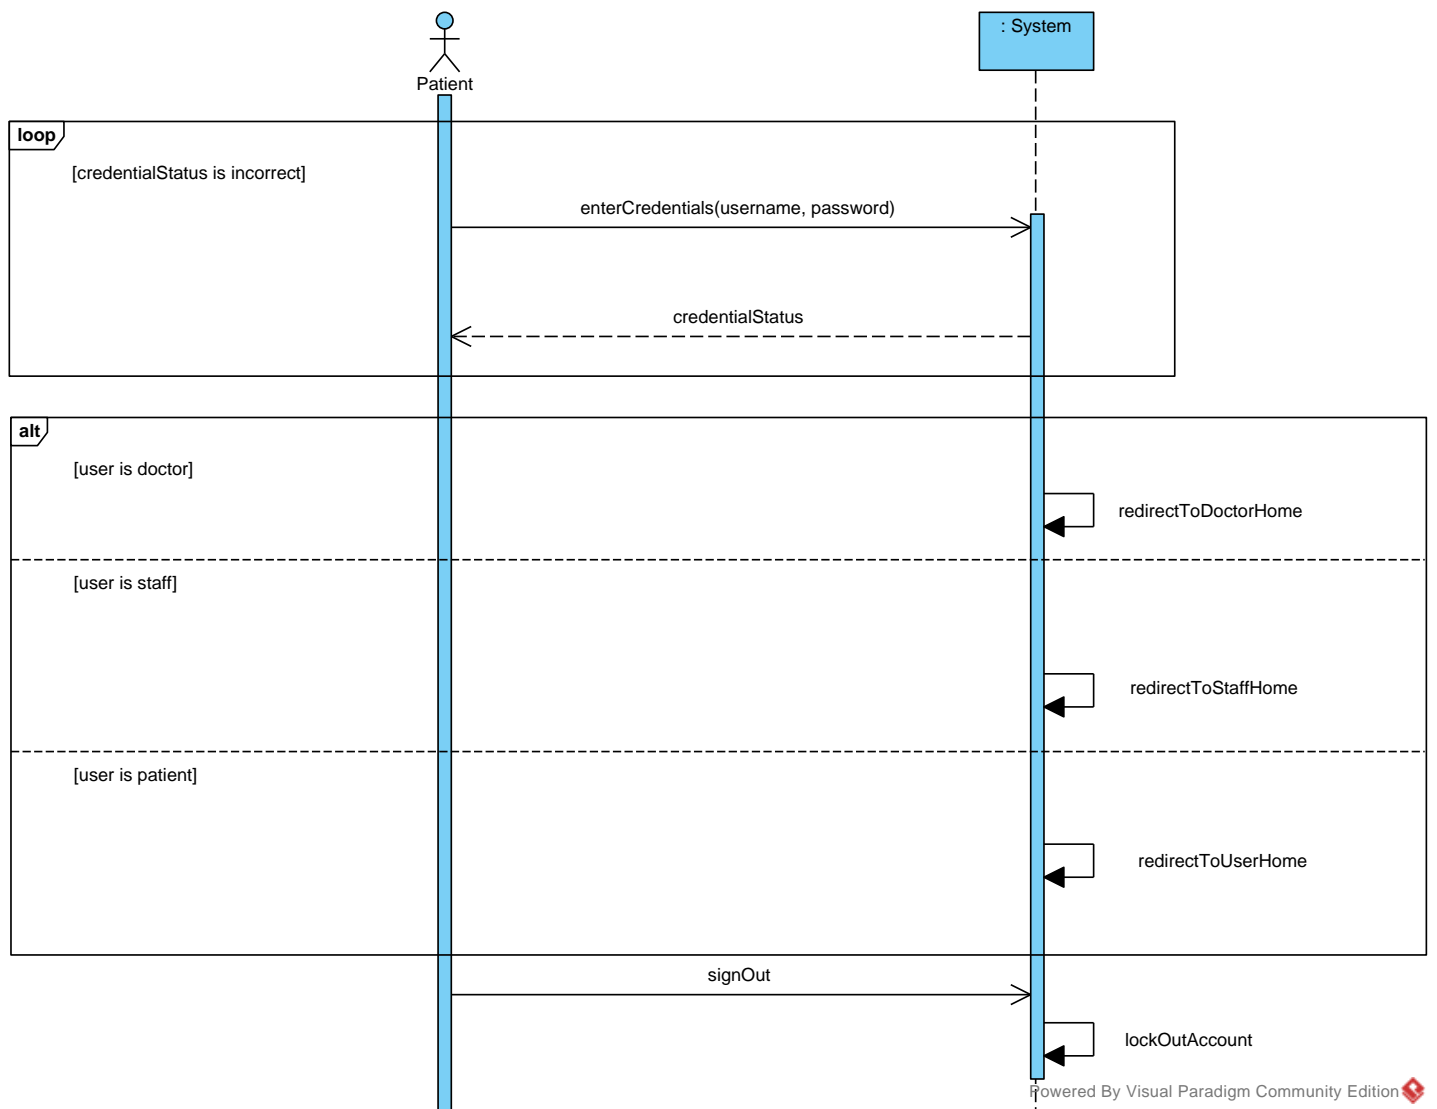 : System
Patient
loop
[credentialStatus is incorrect]
enterCredentials(username, password)
credentialStatus
alt
[user is doctor]
redirectToDoctorHome
[user is staff]
redirectToStaffHome
[user is patient]
redirectToUserHome
signOut
lockOutAccount
Powered By Visual Paradigm Community Edition